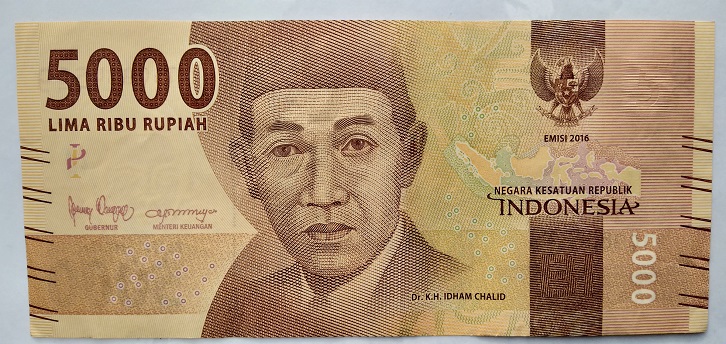 5000
LIMA RIBU RUPIAH
GUBERNUR
MENTERI KEUANGAN
EMISI 2016
NEGARA KESATUAN REPUBLIK
INDONESIA
Dr. K.H. IDHAM CHALID
5000